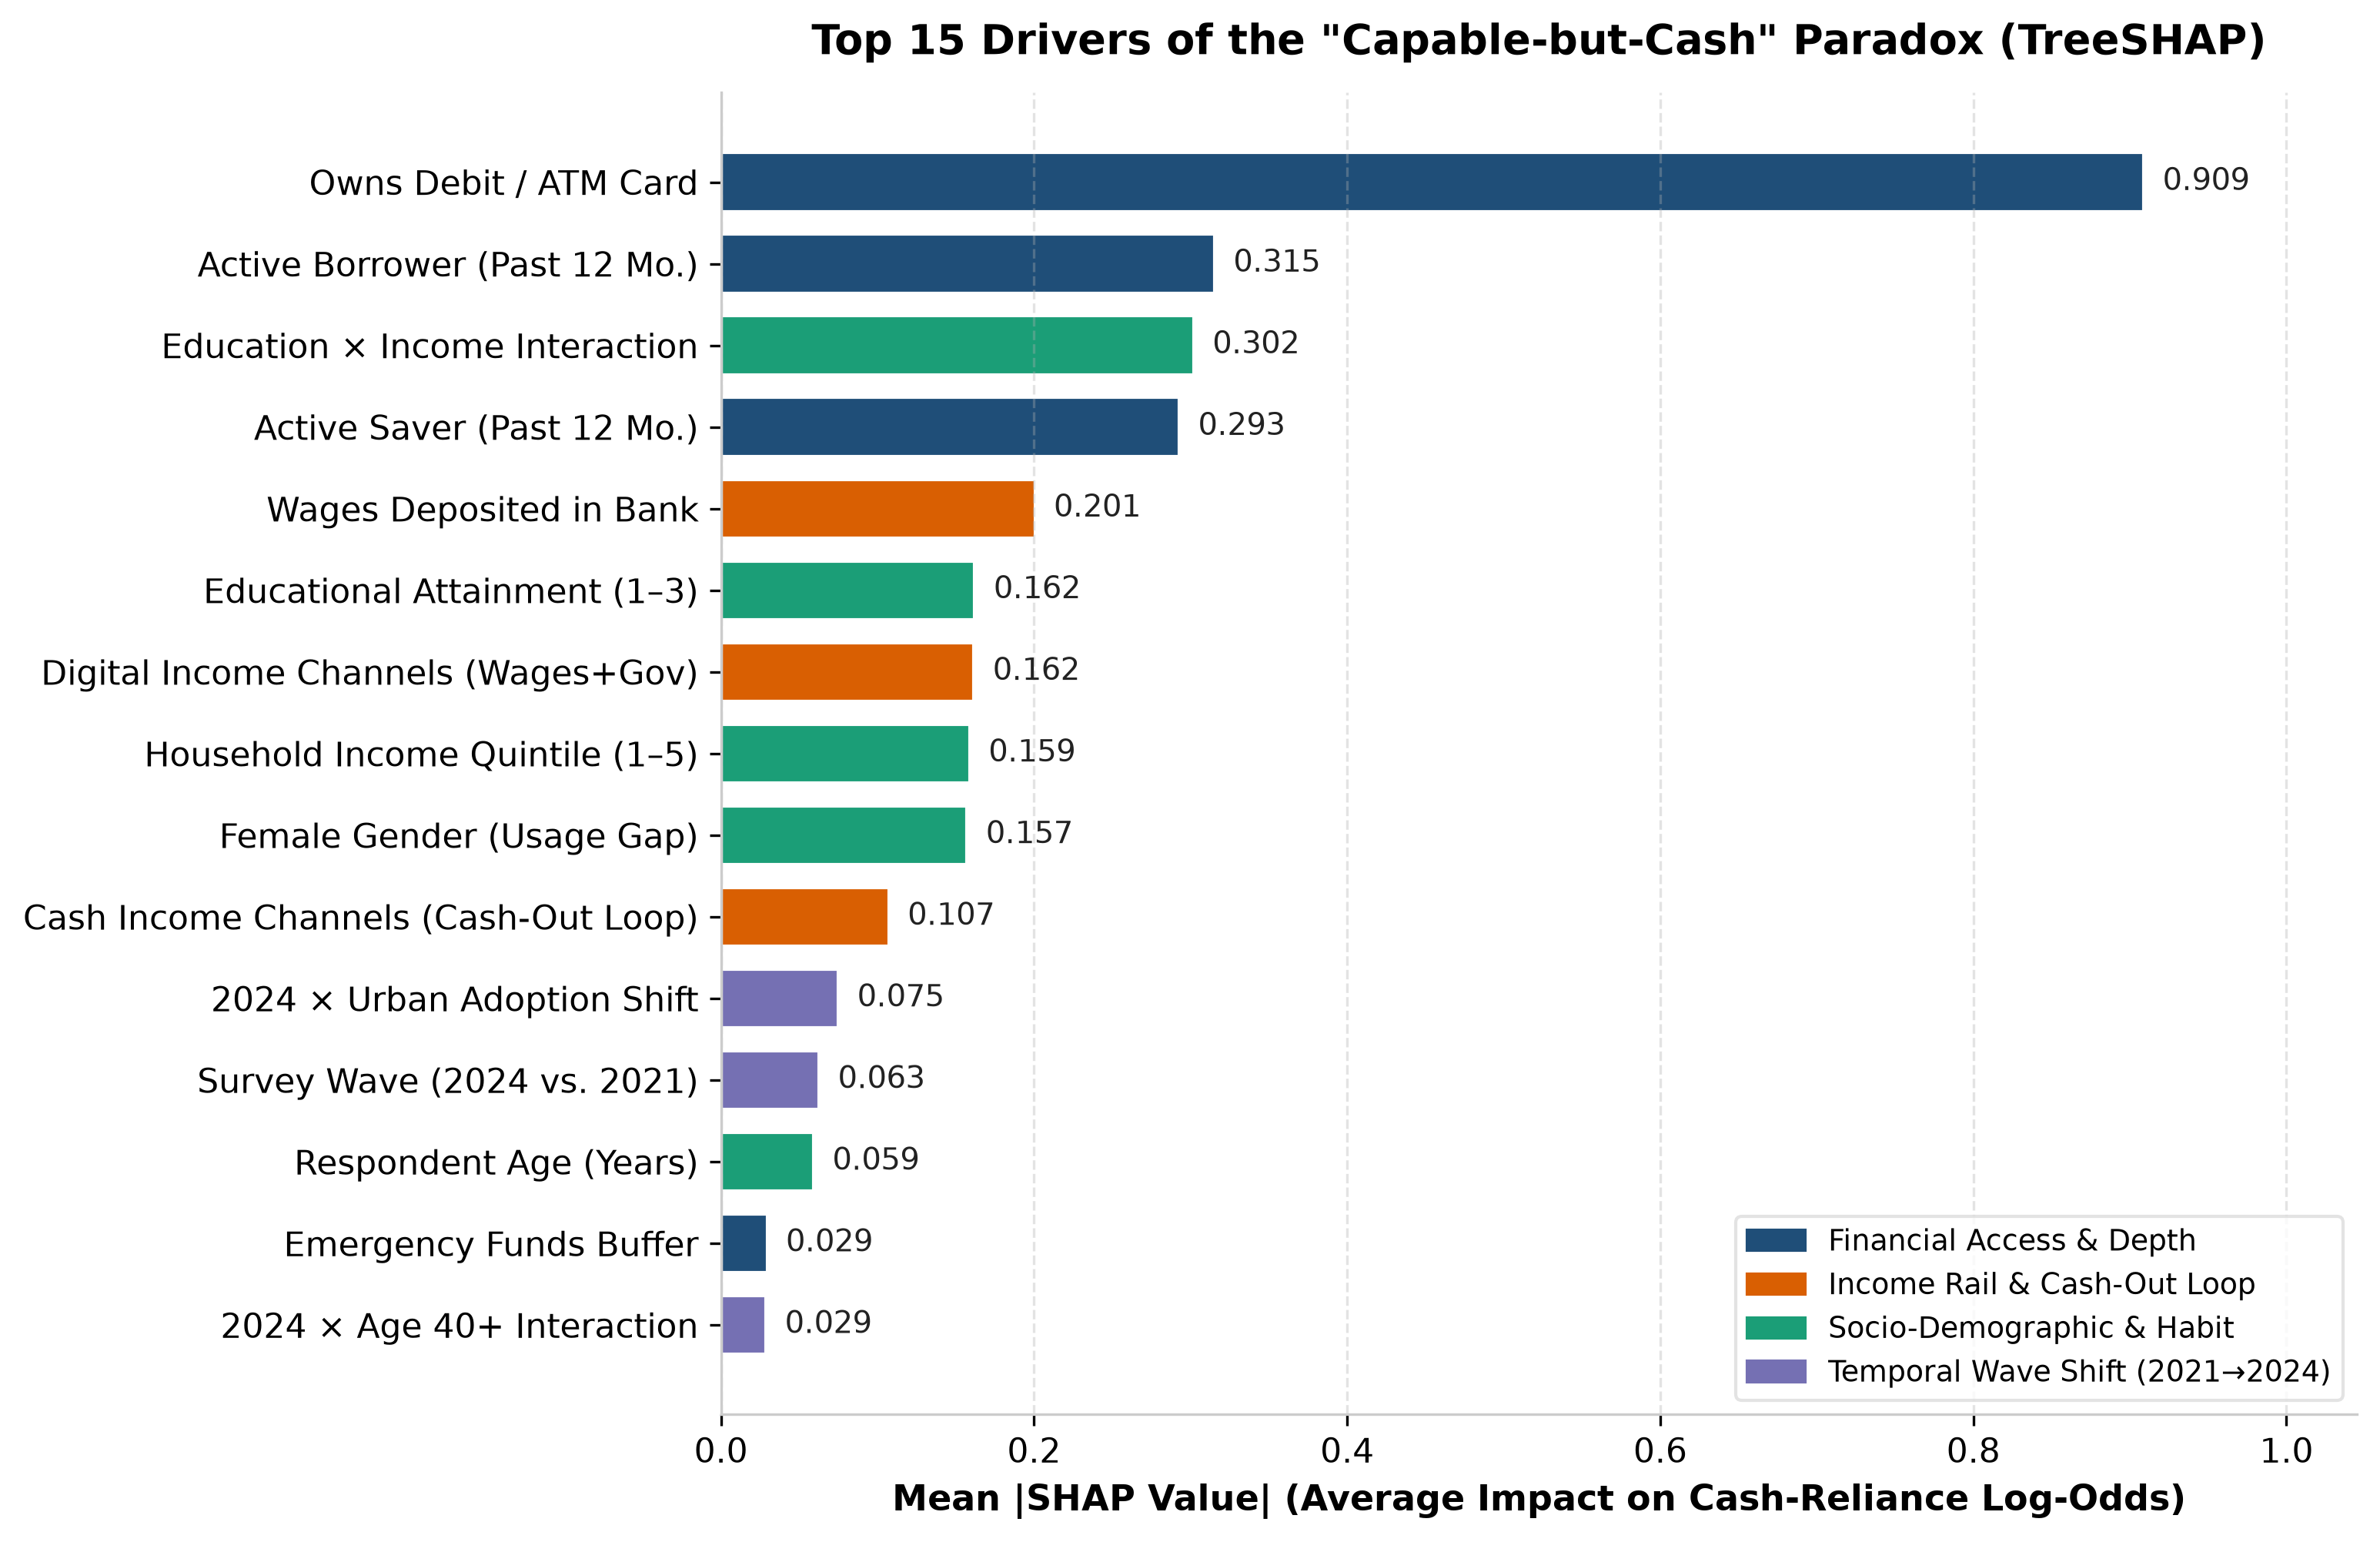 Top 15 Drivers of the "Capable-but-Cash" Paradox (TreeSHAP)
Owns Debit / ATM Card 0.909
Active Borrower (Past 12 Mo.) 0.315
Education × Income Interaction 0.302
Active Saver (Past 12 Mo.) 0.293
Wages Deposited in Bank 0.201
Educational Attainment (1–3) 0.162
Digital Income Channels (Wages+Gov) 0.162
Household Income Quintile (1–5) 0.159
Female Gender (Usage Gap) 0.157
Cash Income Channels (Cash-Out Loop) 0.107
2024 × Urban Adoption Shift 0.075
Survey Wave (2024 vs. 2021) 0.063
Respondent Age (Years) 0.059
Emergency Funds Buffer 0.029
2024 × Age 40+ Interaction 0.029
Financial Access & Depth
Income Rail & Cash-Out Loop
Socio-Demographic & Habit
Temporal Wave Shift (2021→2024)
0.0 0.2 0.4 0.6 0.8 1.0
Mean |SHAP Value| (Average Impact on Cash-Reliance Log-Odds)